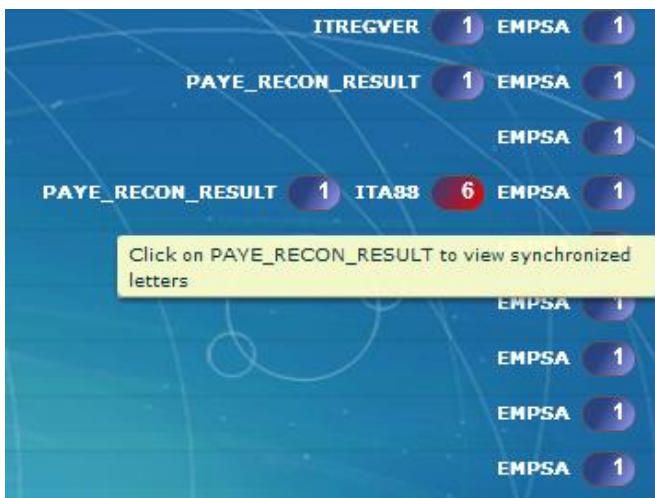 ITREGVER 1 EMPSA 1
PAYE_RECON_RESULT 1 EMPSA 1
EMPSA 1
PAYE_RECON_RESULT 1 ITA88 6 EMPSA 1
Click on PAYE_RECON_RESULT to view synchronized
letters
EMPSA 1
EMPSA 1
EMPSA 1
EMPSA 1